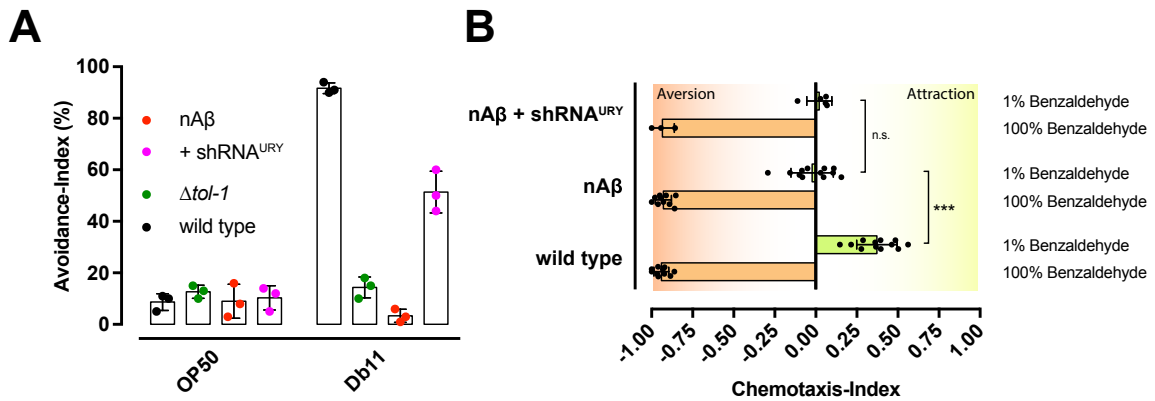 A
Avoidance-Index (%)
100
80
60
40
20
0
nAβ
+ shRNAᵁᴿʸ
Δtol-1
wild type
OP50
Db11
B
Aversion
Attraction
nAβ + shRNAᵁᴿʸ
1% Benzaldehyde
100% Benzaldehyde
n.s.
nAβ
1% Benzaldehyde
100% Benzaldehyde
***
wild type
1% Benzaldehyde
100% Benzaldehyde
-1.00
-0.75
-0.50
-0.25
0.00
0.25
0.50
0.75
1.00
Chemotaxis-Index